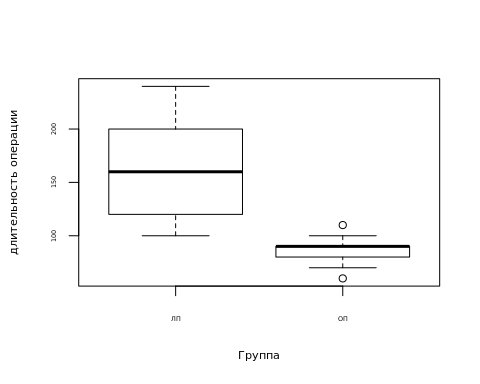 длительность операции
200
150
100
лп
оп
Группа